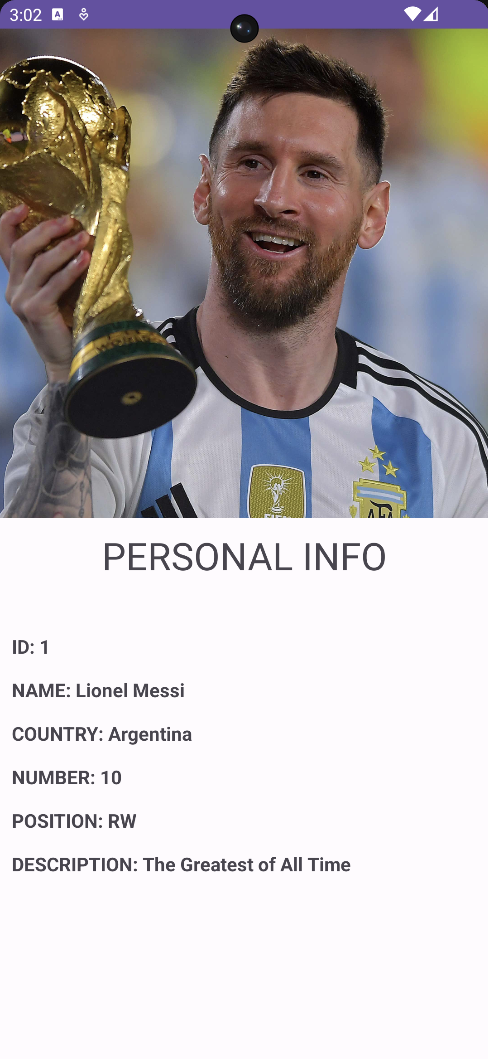 3:02
A
PERSONAL INFO
ID: 1
NAME: Lionel Messi
COUNTRY: Argentina
NUMBER: 10
POSITION: RW
DESCRIPTION: The Greatest of All Time